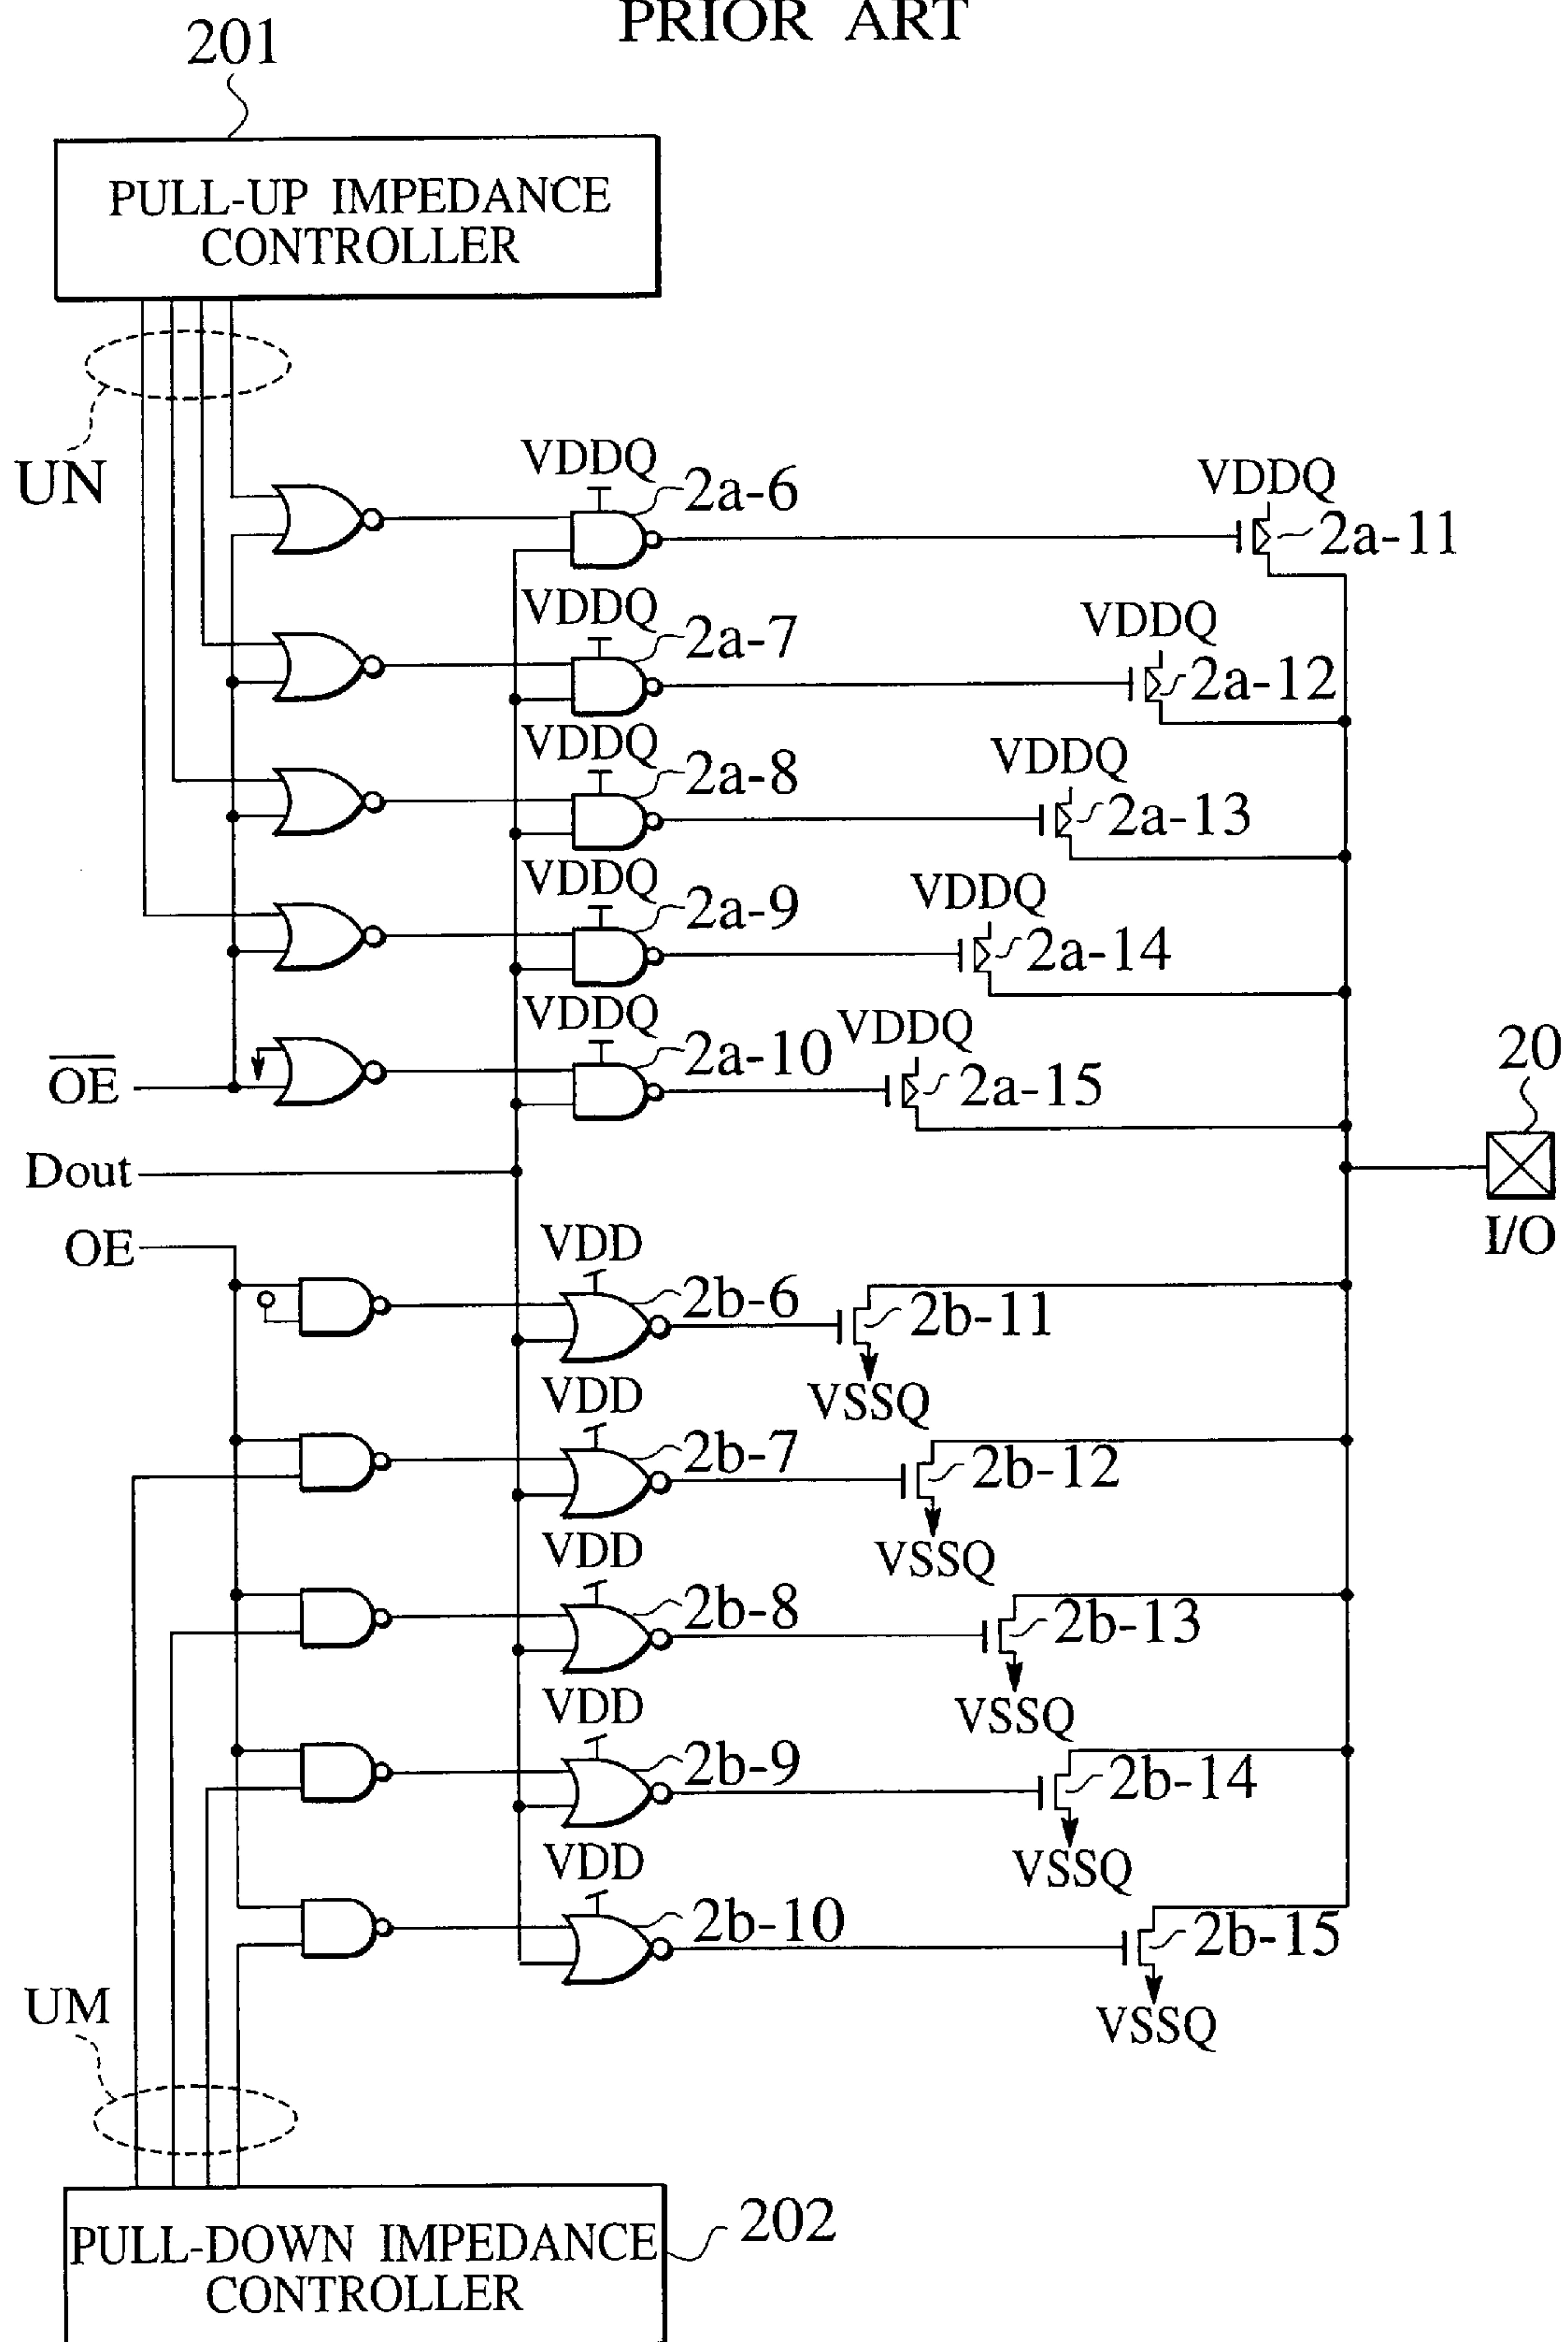 PRIOR ART
201
PULL-UP IMPEDANCE
CONTROLLER
UN
VDDQ
2a-6
VDDQ
2a-11
VDDQ
2a-7
VDDQ
2a-12
VDDQ
2a-8
VDDQ
2a-13
VDDQ
2a-9
VDDQ
2a-14
VDDQ
2a-10
VDDQ
2a-15
OE
20
I/O
Dout
OE
VDD
2b-6
2b-11
VSSQ
VDD
2b-7
2b-12
VSSQ
VDD
2b-8
2b-13
VSSQ
VDD
2b-9
2b-14
VSSQ
VDD
2b-10
2b-15
VSSQ
UM
202
PULL-DOWN IMPEDANCE
CONTROLLER